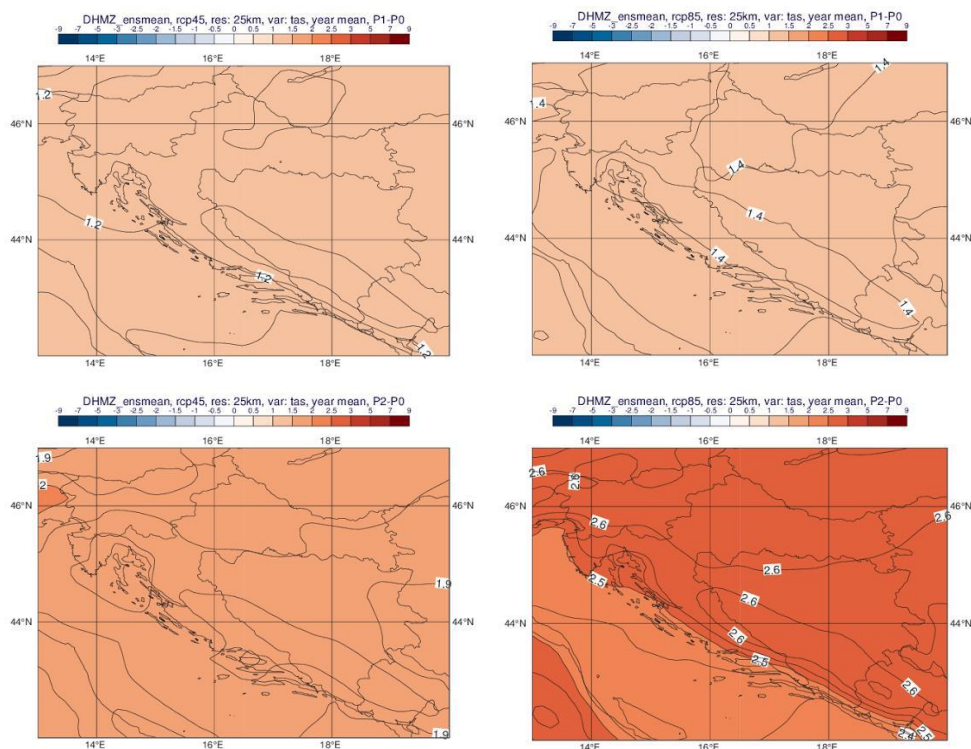 DHMZ_ensmean, rcp45, res: 25km, var: tas, year mean, P1-P0
-9 -7 -5 -3 -2.5 -2 -1.5 -1 -0.5 0 0.5 1 1.5 2 2.5 3 5 7 9
14°E 16°E 18°E
1.2
46°N 46°N
1.2
44°N 44°N
1.2
1.2
14°E 16°E 18°E
DHMZ_ensmean, rcp85, res: 25km, var: tas, year mean, P1-P0
-9 -7 -5 -3 -2.5 -2 -1.5 -1 -0.5 0 0.5 1 1.5 2 2.5 3 5 7 9
14°E 16°E 18°E
1.4
1.4
46°N 46°N
1.4
1.4
44°N 44°N
1.4
1.4
14°E 16°E 18°E
DHMZ_ensmean, rcp45, res: 25km, var: tas, year mean, P2-P0
-9 -7 -5 -3 -2.5 -2 -1.5 -1 -0.5 0 0.5 1 1.5 2 2.5 3 5 7 9
14°E 16°E 18°E
1.9
2
46°N 46°N
1.9
44°N 44°N
1.9
14°E 16°E 18°E
DHMZ_ensmean, rcp85, res: 25km, var: tas, year mean, P2-P0
-9 -7 -5 -3 -2.5 -2 -1.5 -1 -0.5 0 0.5 1 1.5 2 2.5 3 5 7 9
14°E 16°E 18°E
2.6
2.6
46°N 46°N
2.6 2.6
2.6
2.5
2.6
44°N 44°N
2.6
2.5
2.6
2.5
2.4
14°E 16°E 18°E